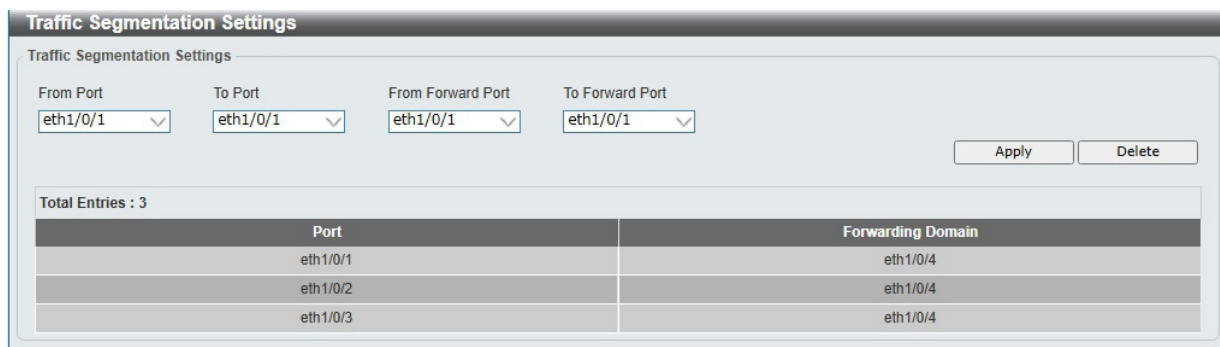 Traffic Segmentation Settings
Traffic Segmentation Settings
From Port To Port From Forward Port To Forward Port
eth1/0/1 eth1/0/1 eth1/0/1 eth1/0/1
Apply Delete
Total Entries : 3
Port Forwarding Domain
eth1/0/1 eth1/0/4
eth1/0/2 eth1/0/4
eth1/0/3 eth1/0/4